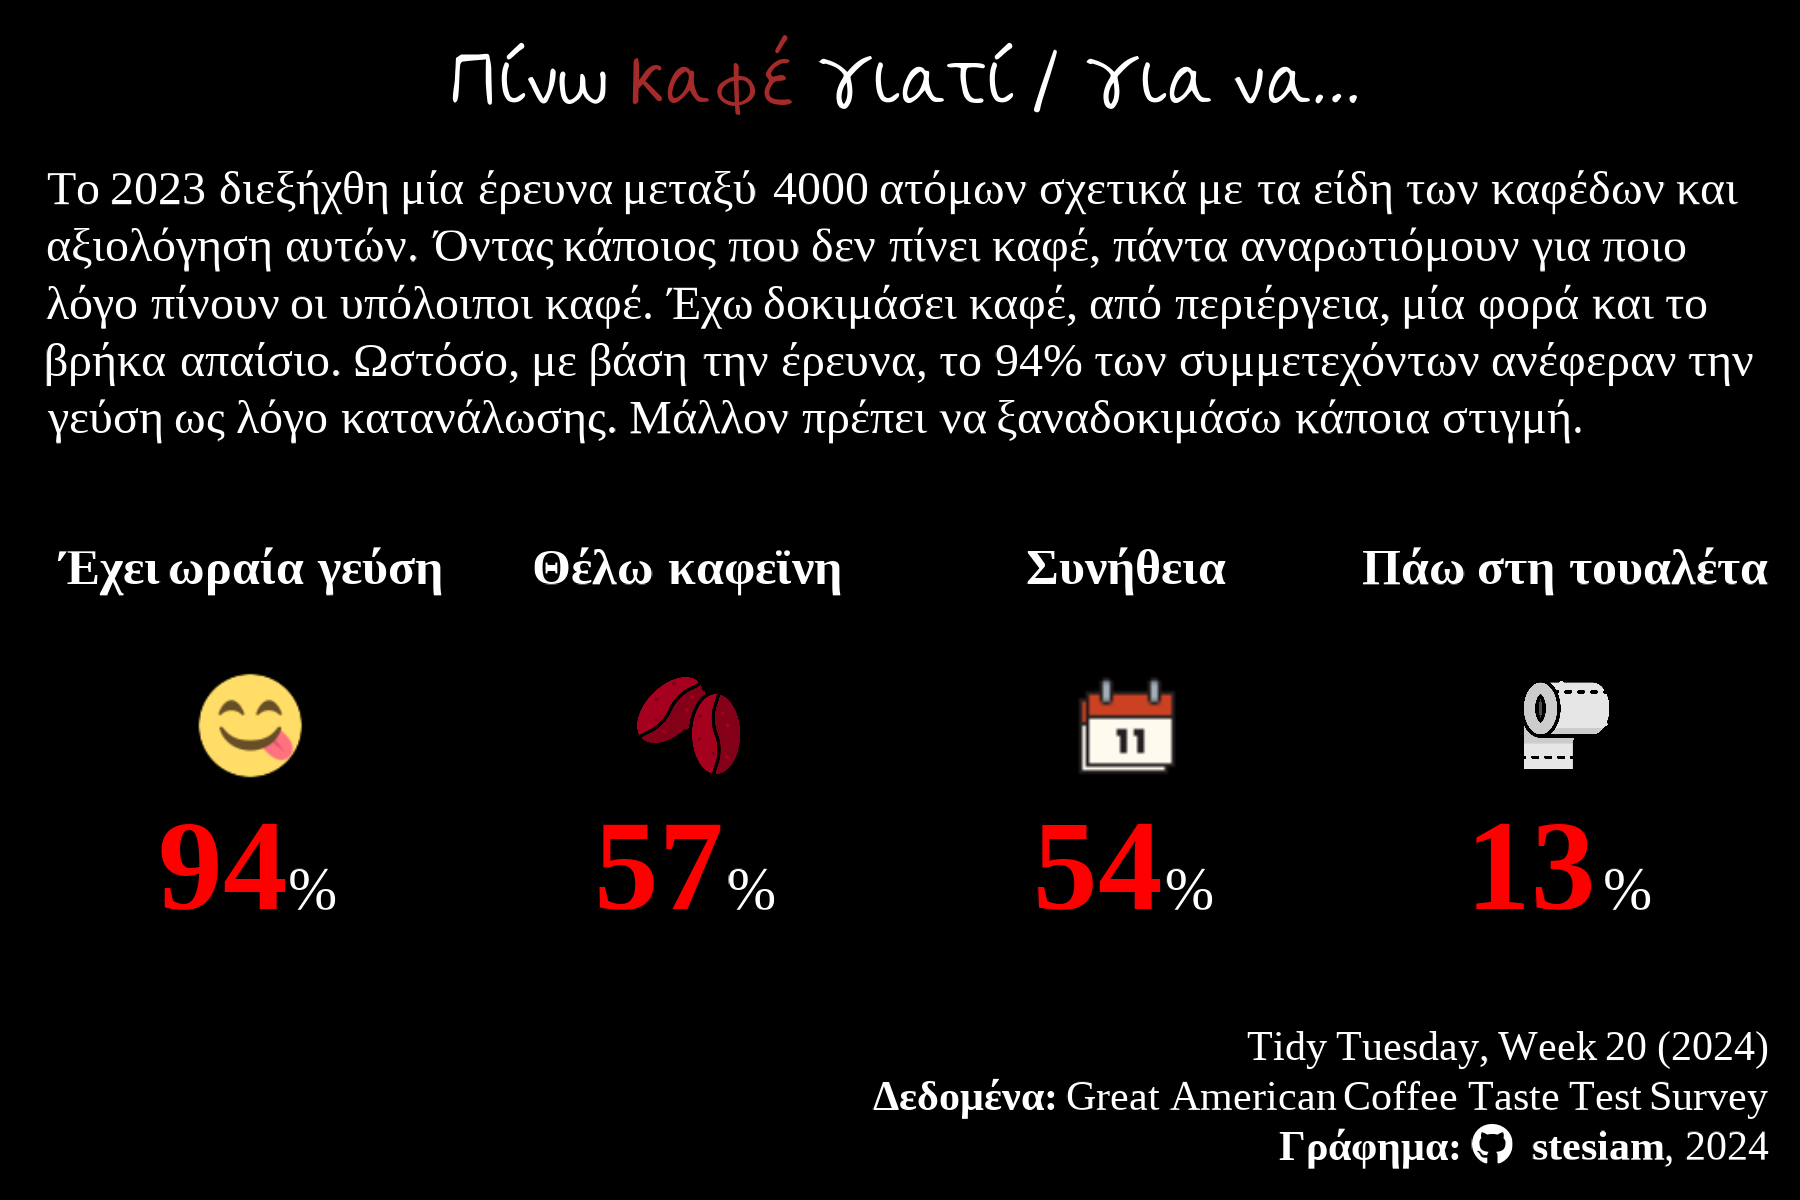 Πίνω καφέ γιατί / για να...
Το 2023 διεξήχθη μία έρευνα μεταξύ 4000 ατόμων σχετικά με τα είδη των καφέδων και
αξιολόγηση αυτών. Όντας κάποιος που δεν πίνει καφέ, πάντα αναρωτιόμουν για ποιο
λόγο πίνουν οι υπόλοιποι καφέ. Έχω δοκιμάσει καφέ, από περιέργεια, μία φορά και το
βρήκα απαίσιο. Ωστόσο, με βάση την έρευνα, το 94% των συμμετεχόντων ανέφεραν την
γεύση ως λόγο κατανάλωσης. Μάλλον πρέπει να ξαναδοκιμάσω κάποια στιγμή.
Έχει ωραία γεύση
Θέλω καφεϊνη
Συνήθεια
Πάω στη τουαλέτα
11
94%
57%
54%
13%
Tidy Tuesday, Week 20 (2024)
Δεδομένα: Great American Coffee Taste Test Survey
Γράφημα: stesiam, 2024